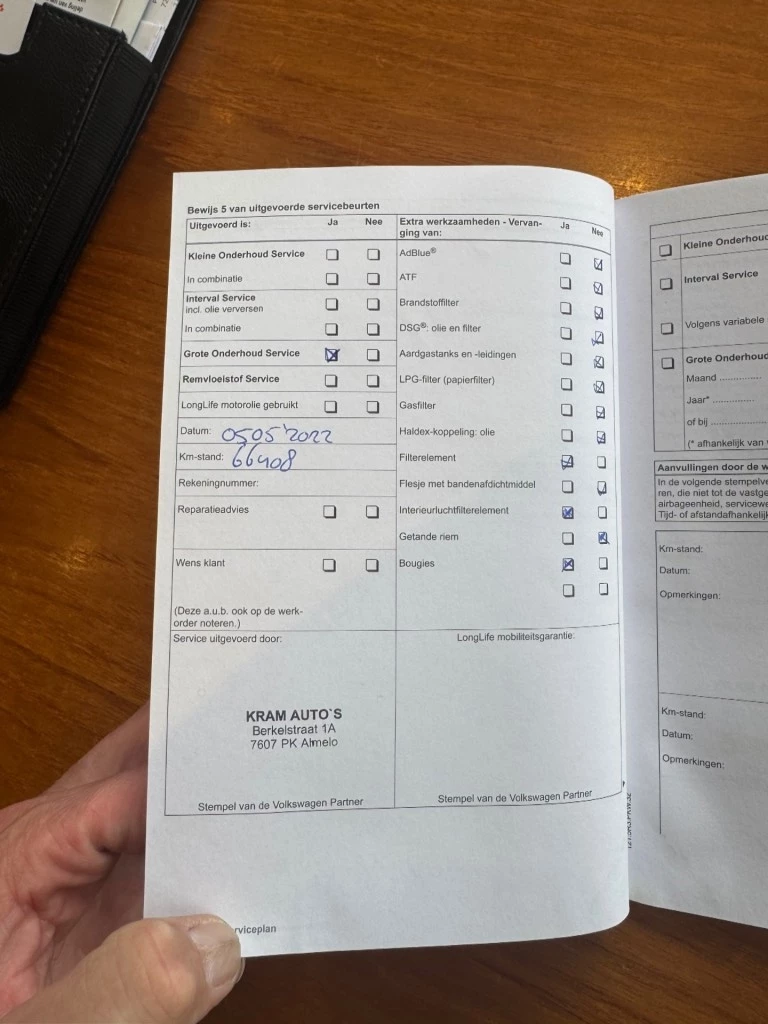 Bewijs 5 van uitgevoerde servicebeurten
Uitgevoerd is: Ja Nee
Kleine Onderhoud Service
In combinatie
Interval Service
incl. olie verversen
In combinatie
Grote Onderhoud Service
Remvloeistof Service
LongLife motorolie gebruikt
Datum: 0505'2022
Km-stand: 66408
Rekeningnummer:
Reparatieadvies
Wens klant
(Deze a.u.b. ook op de werk-
order noteren.)
Service uitgevoerd door:
KRAM AUTO`S
Berkelstraat 1A
7607 PK Almelo
Stempel van de Volkswagen Partner
Extra werkzaamheden - Vervan-
ging van: Ja Nee
AdBlue®
ATF
Brandstoffilter
DSG®: olie en filter
Aardgastanks en -leidingen
LPG-filter (papierfilter)
Gasfilter
Haldex-koppeling: olie
Filterelement
Flesje met bandenafdichtmiddel
Interieurluchtfilterelement
Getande riem
Bougies
LongLife mobiliteitsgarantie:
Stempel van de Volkswagen Partner
rviceplan
Kleine Onderhoud
Interval Service
Volgens variabele
Grote Onderhoud
Maand ..............
Jaar* ..............
of bij ..............
(* afhankelijk van
Aanvullingen door de w
In de volgende stempelve
ren, die niet tot de vastge
airbageenheid, servicewe
Tijd- of afstandafhankelijk
Km-stand:
Datum:
Opmerkingen:
Km-stand:
Datum:
Opmerkingen: